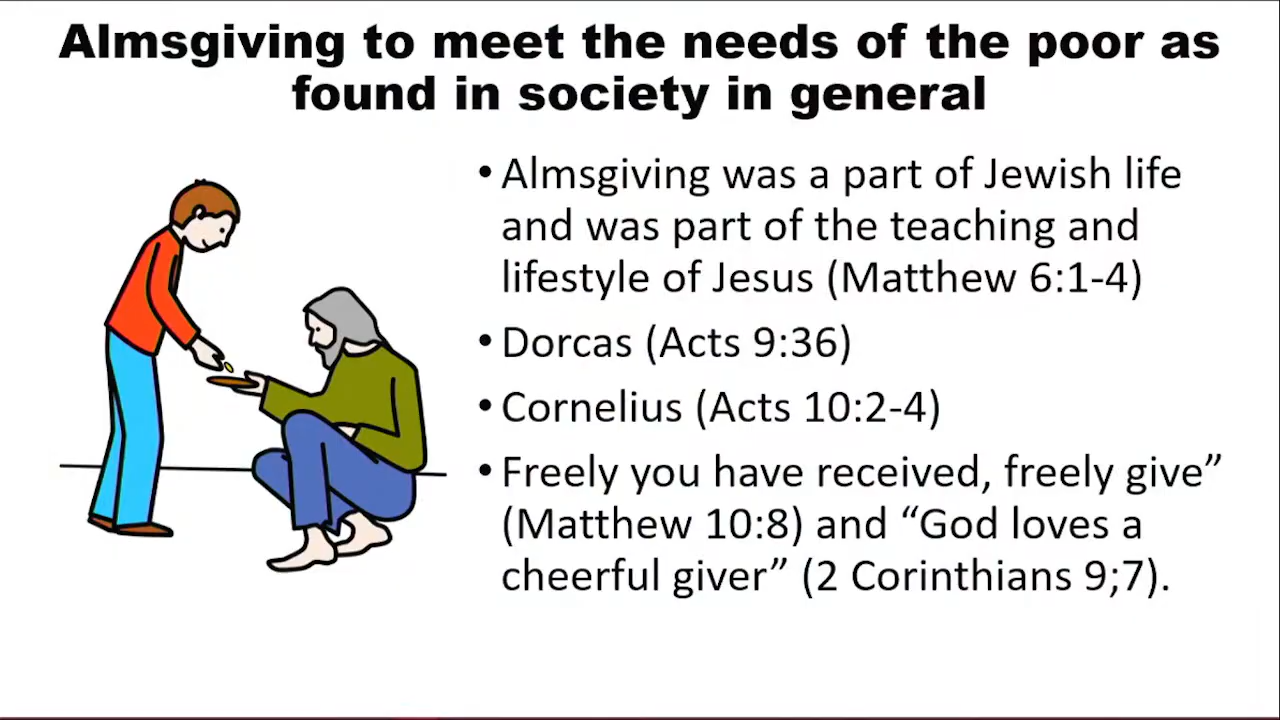 Almsgiving to meet the needs of the poor as
found in society in general
• Almsgiving was a part of Jewish life
and was part of the teaching and
lifestyle of Jesus (Matthew 6:1-4)
• Dorcas (Acts 9:36)
• Cornelius (Acts 10:2-4)
• Freely you have received, freely give”
(Matthew 10:8) and “God loves a
cheerful giver” (2 Corinthians 9;7).